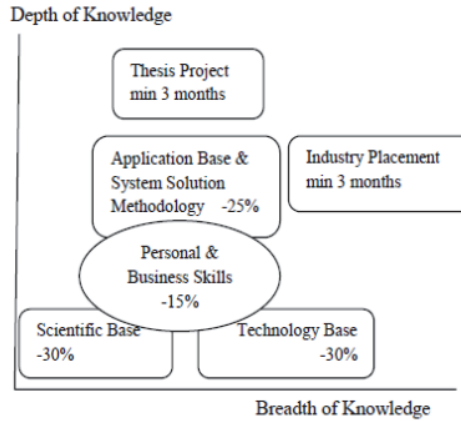 Depth of Knowledge
Thesis Project
min 3 months
Application Base &
System Solution
Methodology -25%
Industry Placement
min 3 months
Personal &
Business Skills
-15%
Scientific Base
-30%
Technology Base
-30%
Breadth of Knowledge